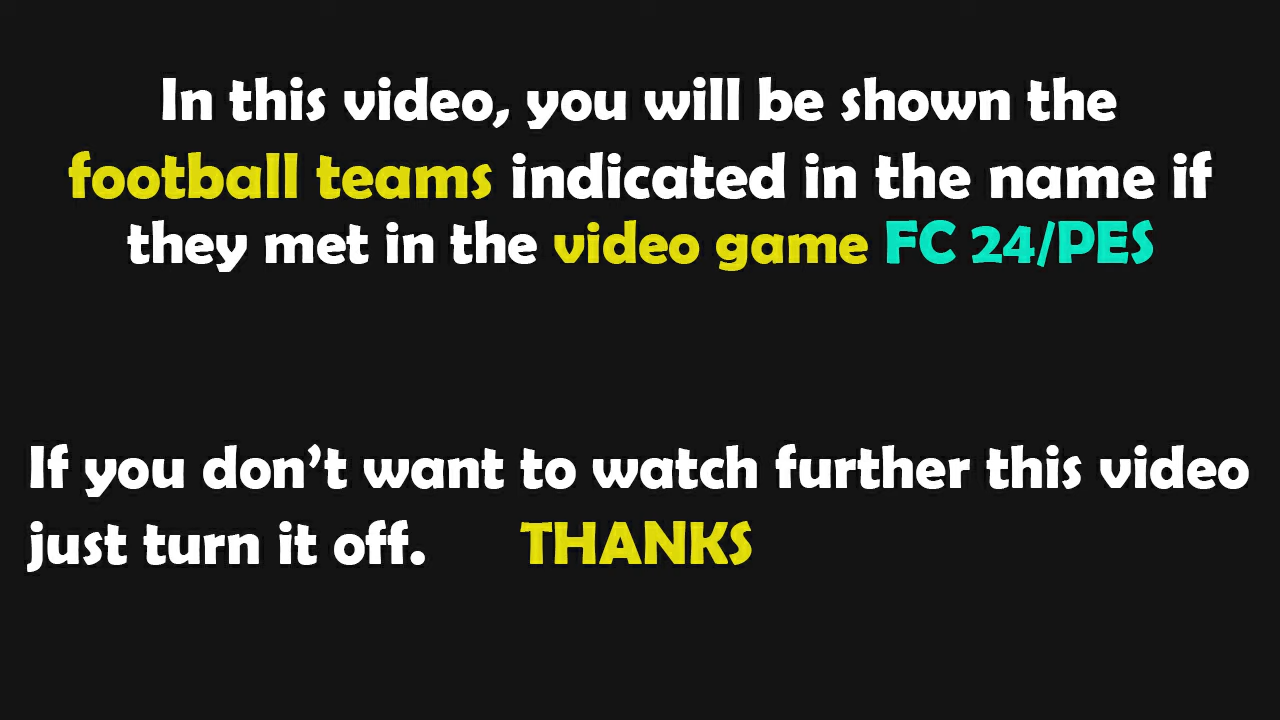 In this video, you will be shown the
football teams indicated in the name if
they met in the video game FC 24/PES
If you don’t want to watch further this video
just turn it off. THANKS